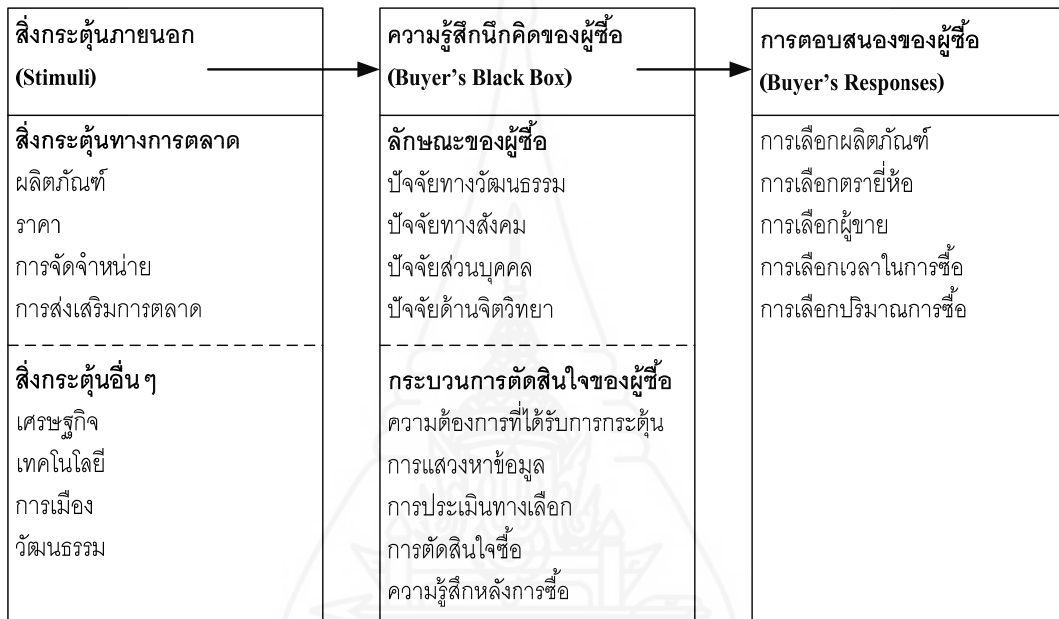 สิ่งกระตุ้นภายนอก
(Stimuli)
สิ่งกระตุ้นทางการตลาด
ผลิตภัณฑ์
ราคา
การจัดจำหน่าย
การส่งเสริมการตลาด
สิ่งกระตุ้นอื่น ๆ
เศรษฐกิจ
เทคโนโลยี
การเมือง
วัฒนธรรม
ความรู้สึกนึกคิดของผู้ซื้อ
(Buyer's Black Box)
ลักษณะของผู้ซื้อ
ปัจจัยทางวัฒนธรรม
ปัจจัยทางสังคม
ปัจจัยส่วนบุคคล
ปัจจัยด้านจิตวิทยา
กระบวนการตัดสินใจของผู้ซื้อ
ความต้องการที่ได้รับการกระตุ้น
การแสวงหาข้อมูล
การประเมินทางเลือก
การตัดสินใจซื้อ
ความรู้สึกหลังการซื้อ
การตอบสนองของผู้ซื้อ
(Buyer's Responses)
การเลือกผลิตภัณฑ์
การเลือกตรายี่ห้อ
การเลือกผู้ขาย
การเลือกเวลาในการซื้อ
การเลือกปริมาณการซื้อ